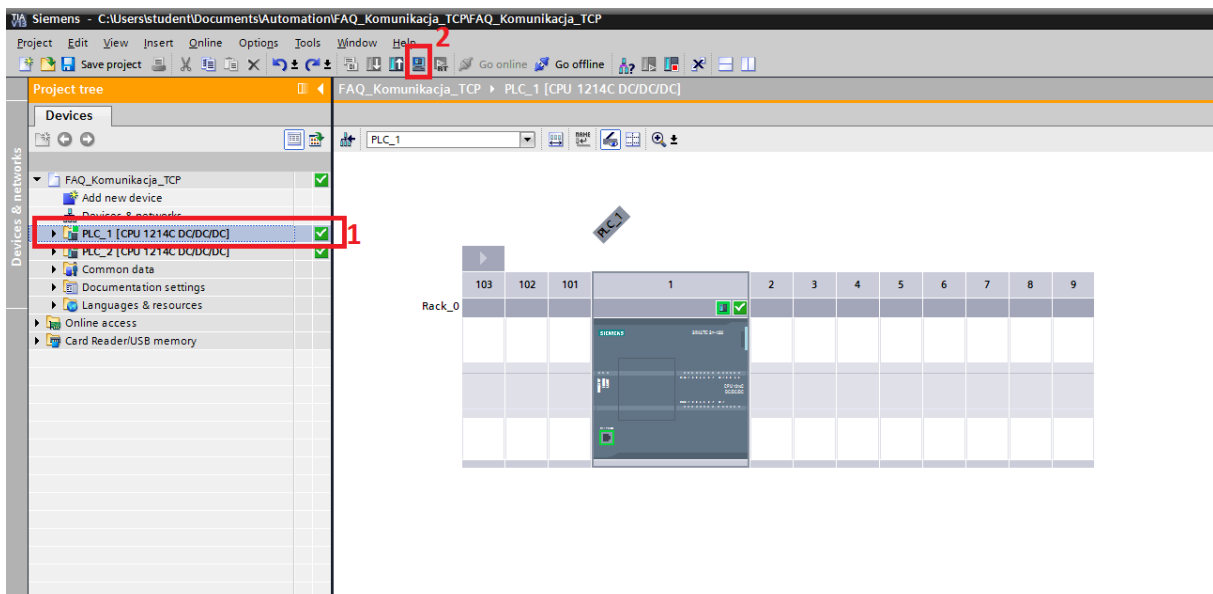 Siemens - C:\Users\student\Documents\Automation\FAQ_Komunikacja_TCP\FAQ_Komunikacja_TCP
Project Edit View Insert Online Options Tools Window Help
2
Save project Go online Go offline
Project tree
FAQ_Komunikacja_TCP PLC_1 [CPU 1214C DC/DC/DC]
Devices
PLC_1
Devices & networks
FAQ_Komunikacja_TCP
Add new device
Devices & networks
PLC_1 [CPU 1214C DC/DC/DC]
1
PLC_2 [CPU 1214C DC/DC/DC]
Common data
Documentation settings
Languages & resources
Online access
Card Reader/USB memory
PLC_1
103 102 101 1 2 3 4 5 6 7 8 9
Rack_0
SIEMENS